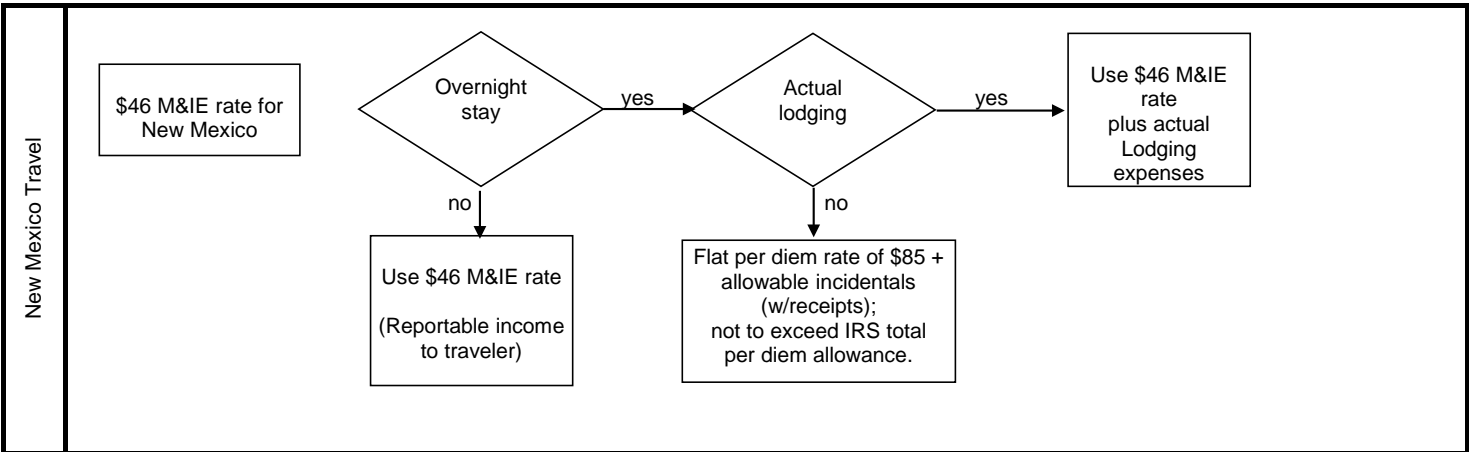 New Mexico Travel
$46 M&IE rate for
New Mexico
Overnight
stay
yes
Actual
lodging
yes
Use $46 M&IE
rate
plus actual
Lodging
expenses
no
Use $46 M&IE rate
(Reportable income
to traveler)
no
Flat per diem rate of $85 +
allowable incidentals
(w/receipts);
not to exceed IRS total
per diem allowance.